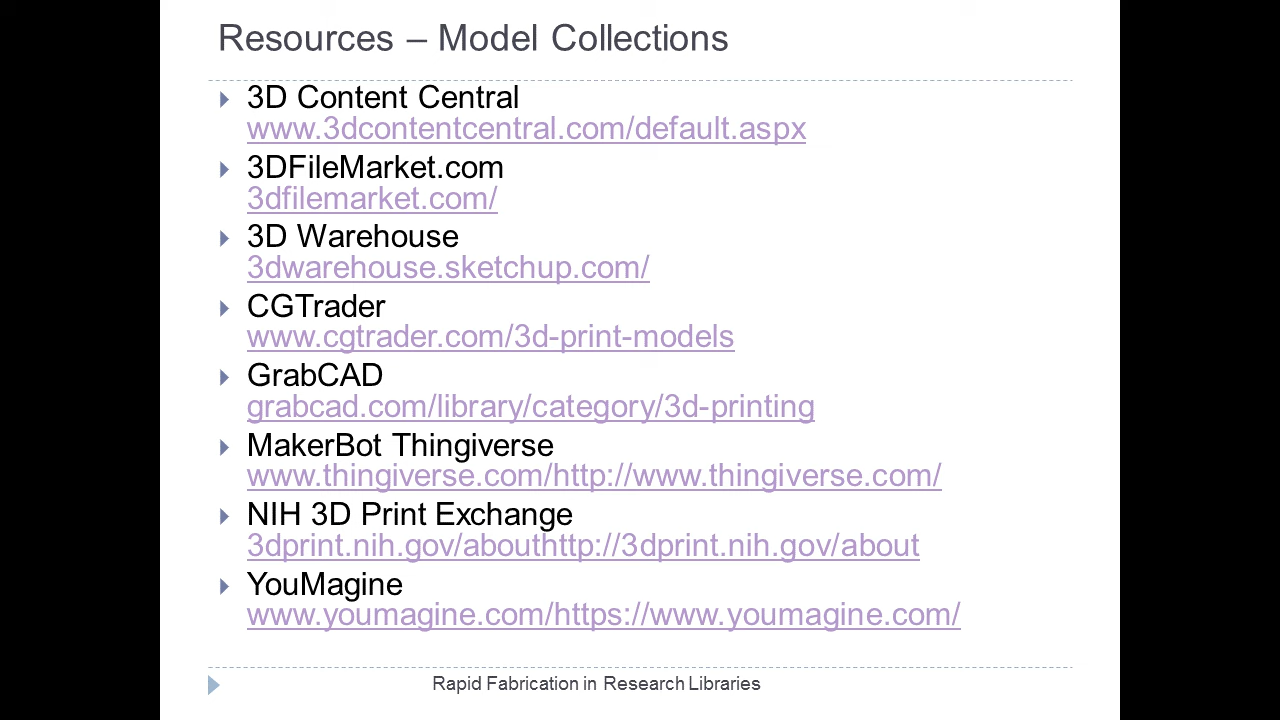 Resources – Model Collections
3D Content Central
www.3dcontentcentral.com/default.aspx
3DFileMarket.com
3dfilemarket.com/
3D Warehouse
3dwarehouse.sketchup.com/
CGTrader
www.cgtrader.com/3d-print-models
GrabCAD
grabcad.com/library/category/3d-printing
MakerBot Thingiverse
www.thingiverse.com/http://www.thingiverse.com/
NIH 3D Print Exchange
3dprint.nih.gov/abouthttp://3dprint.nih.gov/about
YouMagine
www.youmagine.com/https://www.youmagine.com/
Rapid Fabrication in Research Libraries